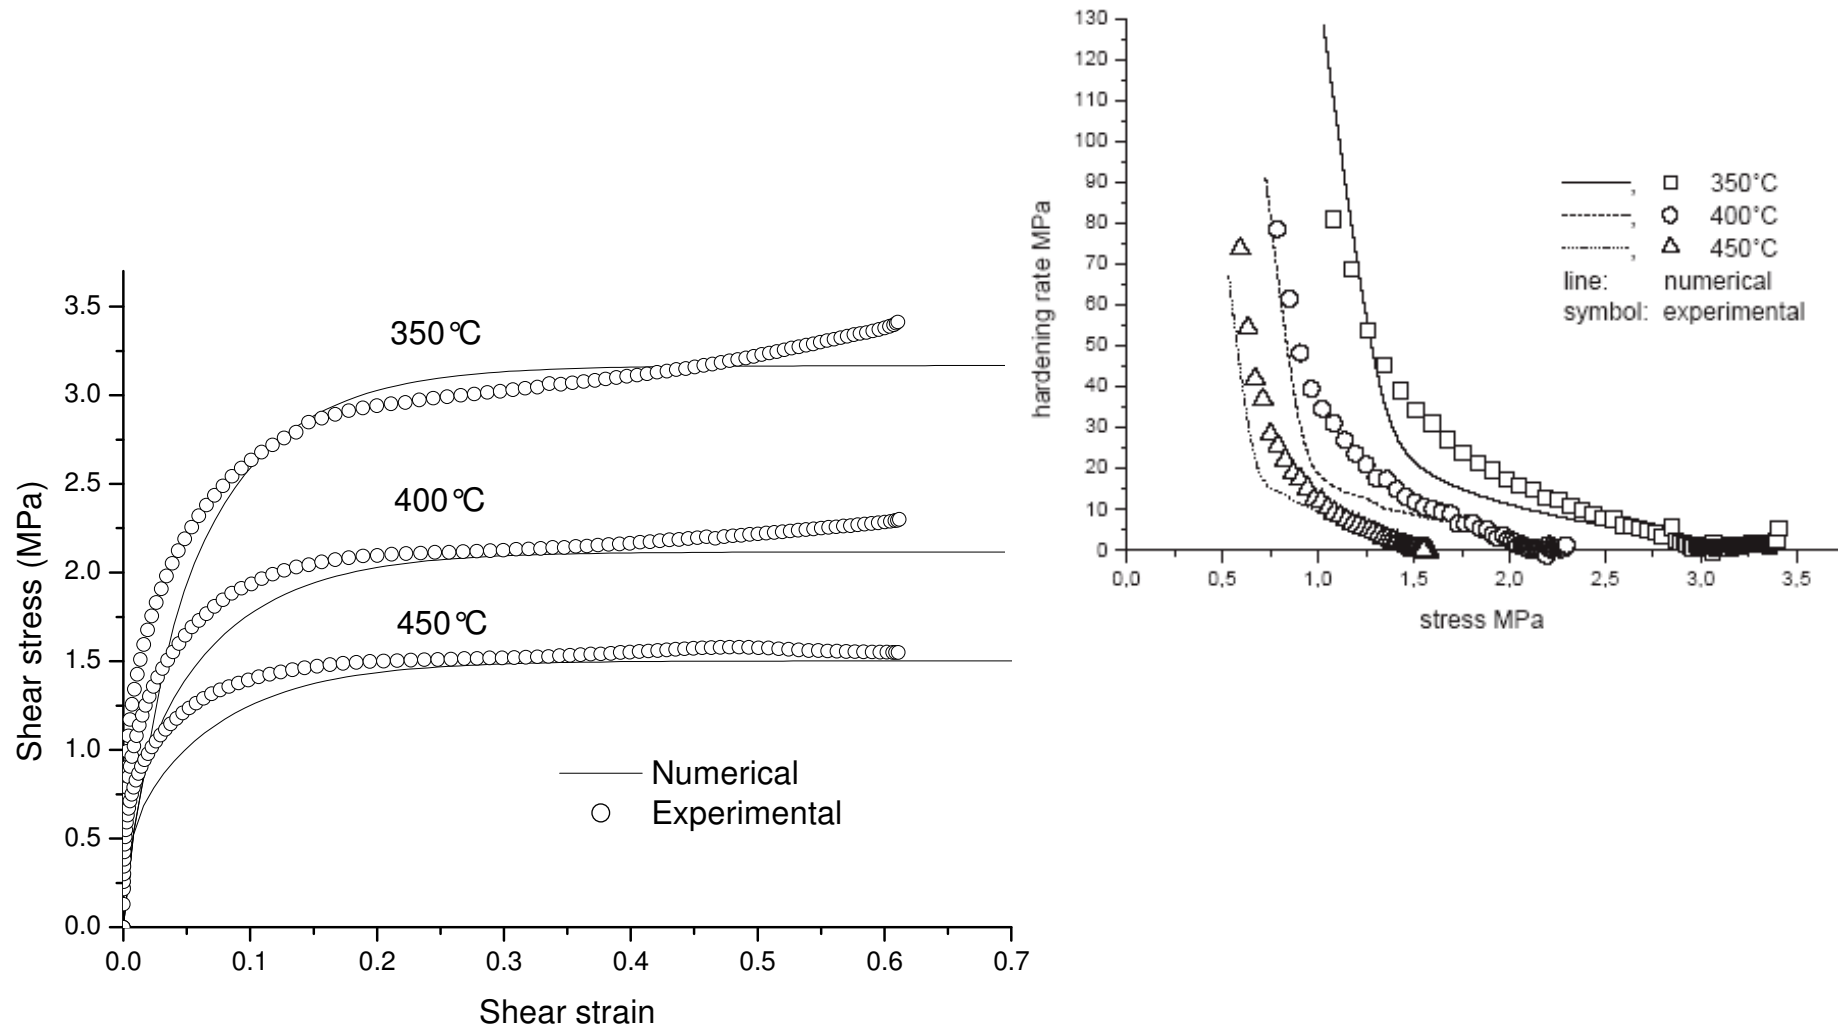 3.5
3.0
2.5
2.0
1.5
1.0
0.5
0.0
0.0 0.1 0.2 0.3 0.4 0.5 0.6 0.7
Shear stress (MPa)
Shear strain
350°C
400°C
450°C
Numerical
Experimental
130
120
110
100
90
80
70
60
50
40
30
20
10
0
0,0 0,5 1,0 1,5 2,0 2,5 3,0 3,5
hardening rate MPa
stress MPa
, 350°C
, 400°C
, 450°C
line: numerical
symbol: experimental